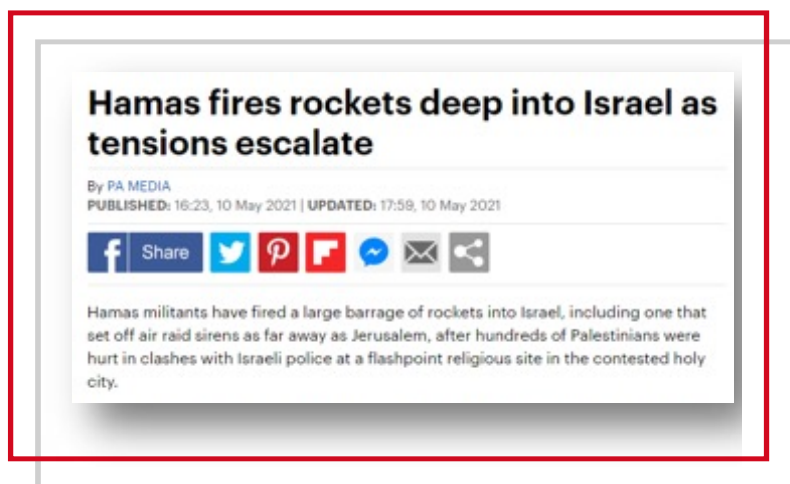 Hamas fires rockets deep into Israel as
tensions escalate
By PA MEDIA
PUBLISHED: 16:23, 10 May 2021 | UPDATED: 17:59, 10 May 2021
f Share
Hamas militants have fired a large barrage of rockets into Israel, including one that
set off air raid sirens as far away as Jerusalem, after hundreds of Palestinians were
hurt in clashes with Israeli police at a flashpoint religious site in the contested holy
city.